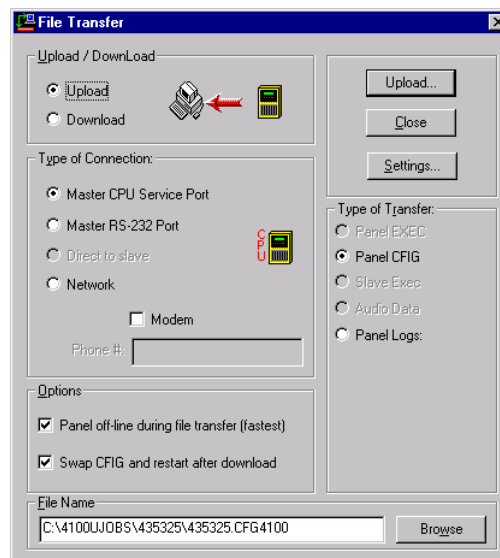 File Transfer
Upload / DownLoad
Upload
Download
Upload...
Close
Settings...
Type of Connection:
Master CPU Service Port
Master RS-232 Port
Direct to slave
Network
CPU
Modem
Phone #:
Type of Transfer:
Panel EXEC
Panel CFIG
Slave Exec
Audio Data
Panel Logs:
Options
Panel off-line during file transfer (fastest)
Swap CFIG and restart after download
File Name
C:\4100UJOBS\435325\435325.CFG4100
Browse